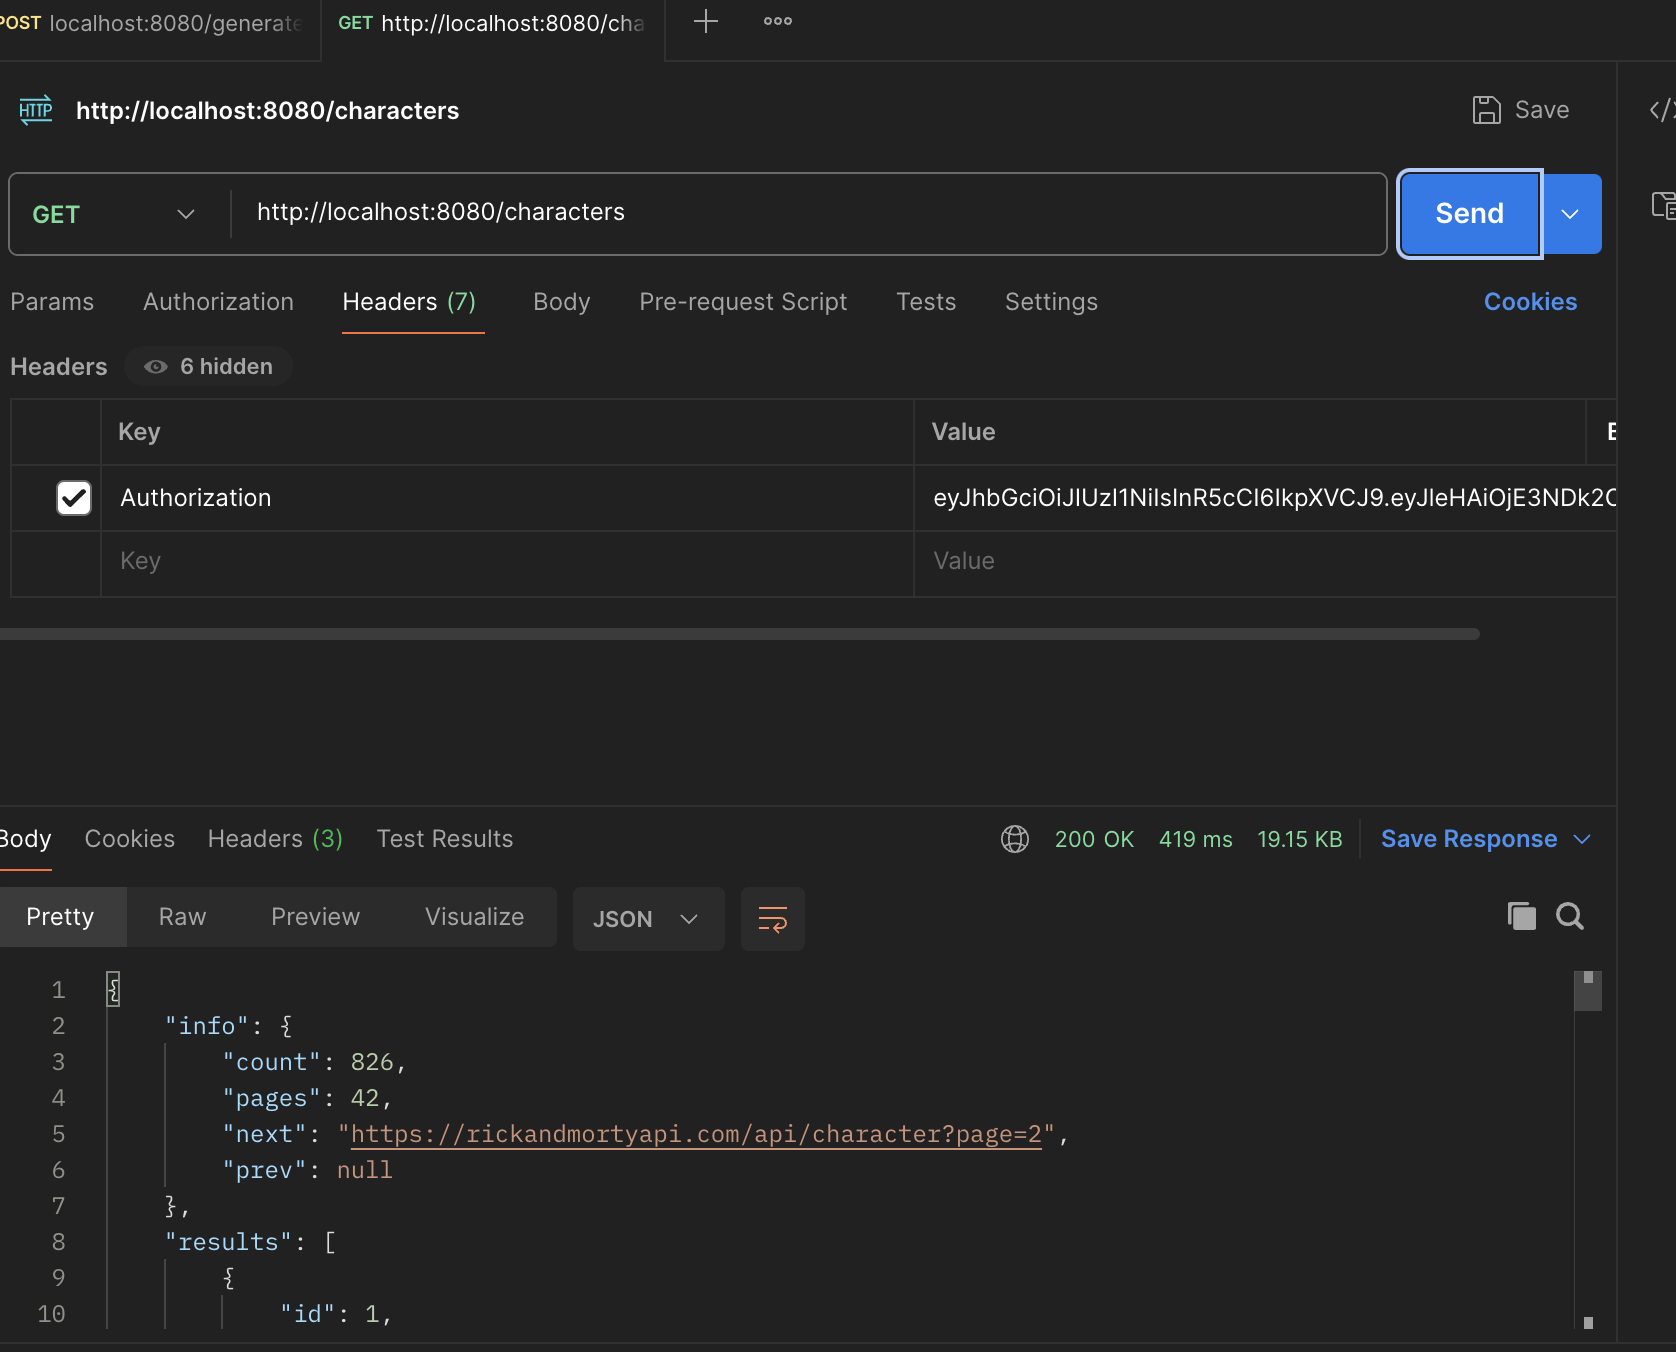 POST localhost:8080/generate
GET http://localhost:8080/cha
HTTP http://localhost:8080/characters
Save
GET
http://localhost:8080/characters
Send
Params Authorization Headers (7) Body Pre-request Script Tests Settings Cookies
Headers 6 hidden
Key Value
Authorization
Key Value
Body Cookies Headers (3) Test Results 200 OK 419 ms 19.15 KB Save Response
Pretty Raw Preview Visualize JSON
1 {
2 "info": {
3 "count": 826,
4 "pages": 42,
5 "next": "https://rickandmortyapi.com/api/character?page=2",
6 "prev": null
7 },
8 "results": [
9 {
10 "id": 1,